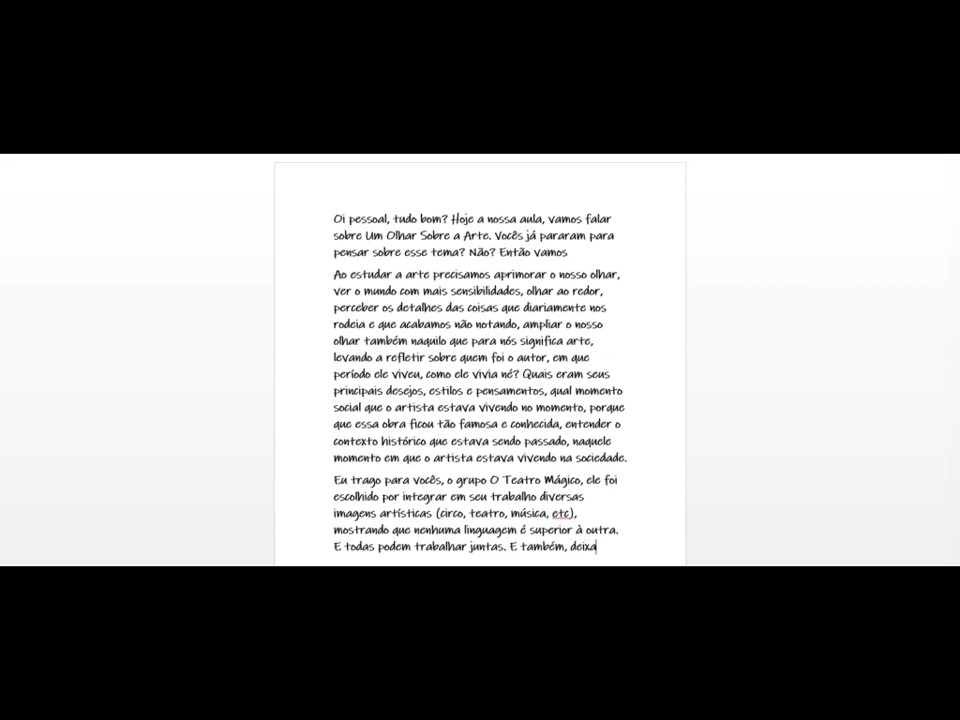 Oi pessoal, tudo bom? Hoje a nossa aula, vamos falar
sobre Um Olhar Sobre a Arte. Vocês já pararam para
pensar sobre esse tema? Não? Então vamos
Ao estudar a arte precisamos aprimorar o nosso olhar,
ver o mundo com mais sensibilidades, olhar ao redor,
perceber os detalhes das coisas que diariamente nos
rodeia e que acabamos não notando, ampliar o nosso
olhar também naquilo que para nós significa arte,
levando a refletir sobre quem foi o autor, em que
período ele viveu, como ele vivia né? Quais eram seus
principais desejos, estilos e pensamentos, qual momento
social que o artista estava vivendo no momento, porque
que essa obra ficou tão famosa e conhecida, entender o
contexto histórico que estava sendo passado, naquele
momento em que o artista estava vivendo na sociedade.
Eu trago para vocês, o grupo O Teatro Mágico, ele foi
escolhido por integrar em seu trabalho diversas
imagens artísticas (circo, teatro, música, etc),
mostrando que nenhuma linguagem é superior à outra.
E todas podem trabalhar juntas. E também, deixa